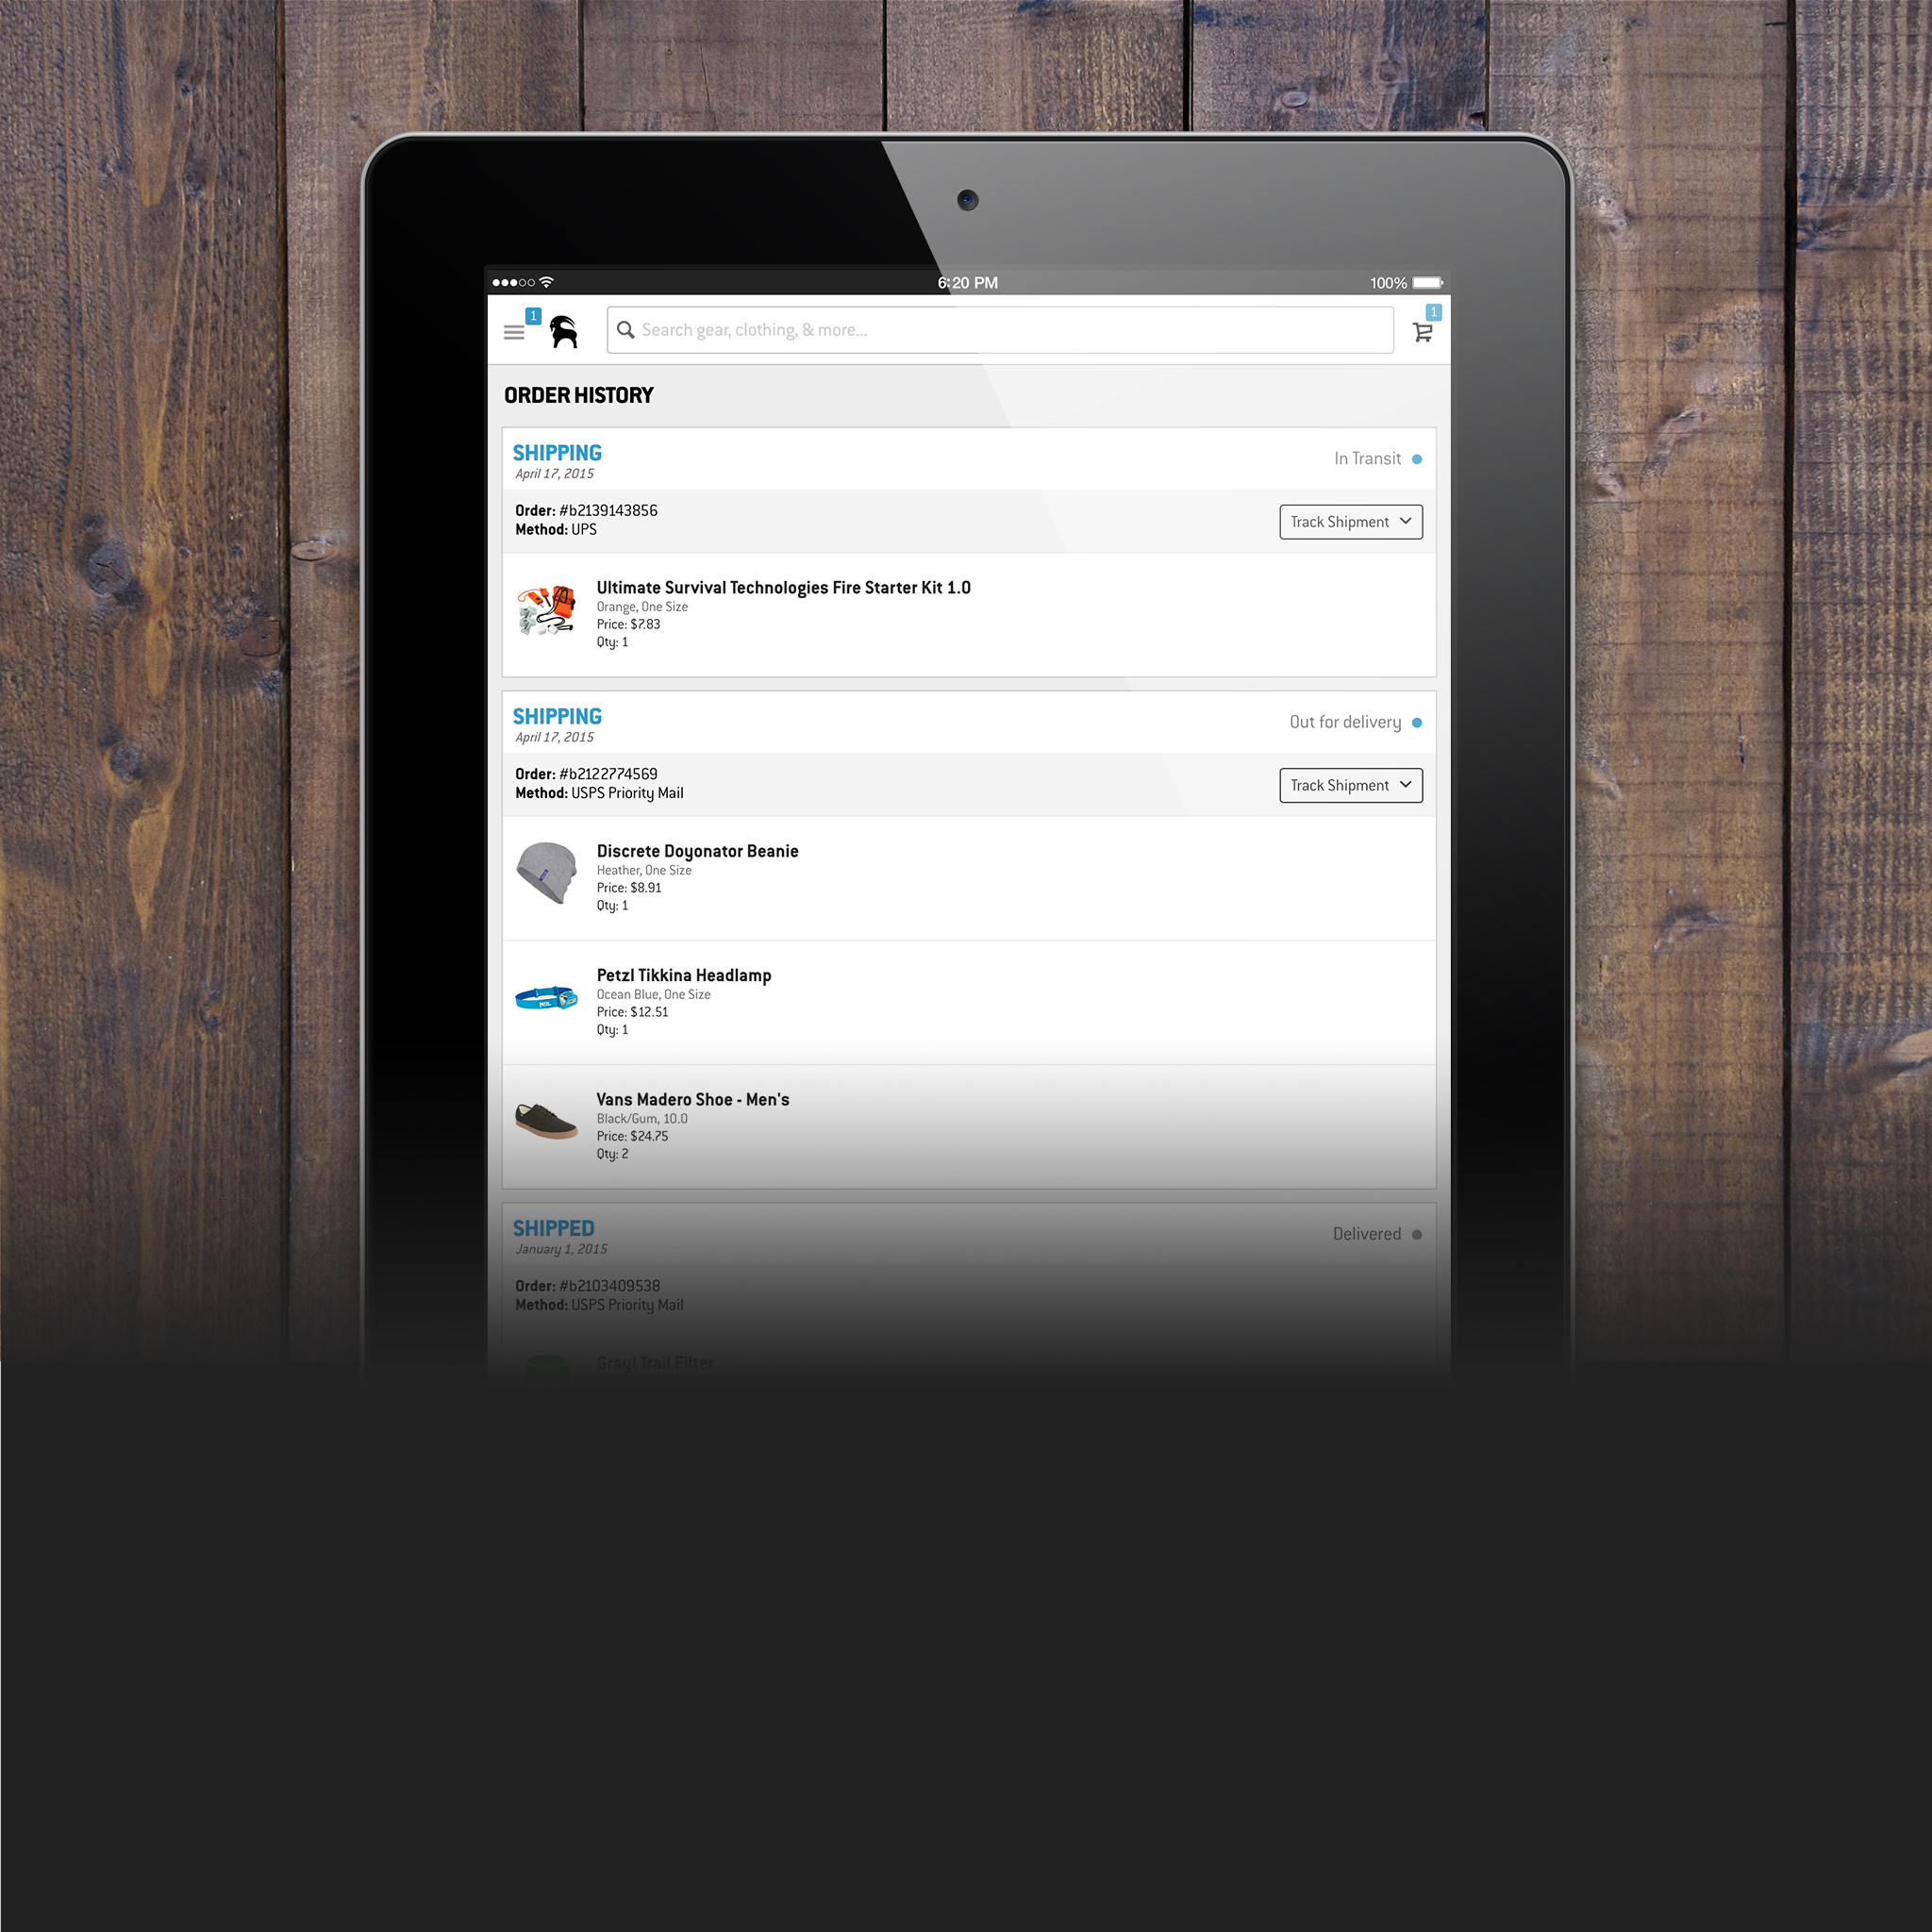 6:20 PM
100%
1
Search gear, clothing, & more...
1
ORDER HISTORY
SHIPPING
April 17, 2015
In Transit
Order: #b2139143856
Method: UPS
Track Shipment
Ultimate Survival Technologies Fire Starter Kit 1.0
Orange, One Size
Price: $7.83
Qty: 1
SHIPPING
April 17, 2015
Out for delivery
Order: #b2122774569
Method: USPS Priority Mail
Track Shipment
Discrete Doyonator Beanie
Heather, One Size
Price: $8.91
Qty: 1
Petzl Tikkina Headlamp
Ocean Blue, One Size
Price: $12.51
Qty: 1
Vans Madero Shoe - Men's
Black/Gum, 10.0
Price: $24.75
Qty: 2
SHIPPED
January 1, 2015
Delivered
Order: #b2103409538
Method: USPS Priority Mail
Grayl Trail Filter